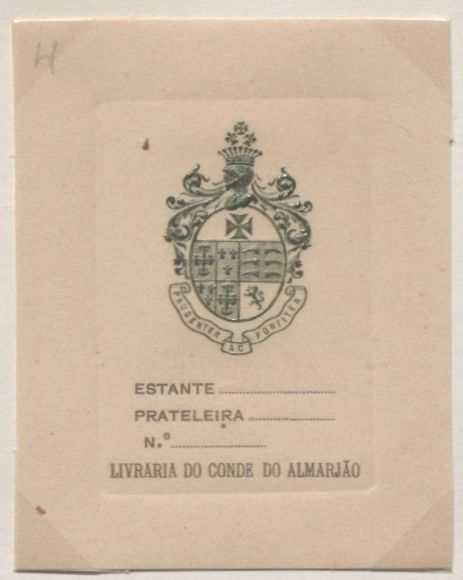 H
PRUDENTER AC FORTITER
ESTANTE
PRATELEIRA
N.º
LIVRARIA DO CONDE DO ALMARJÃO